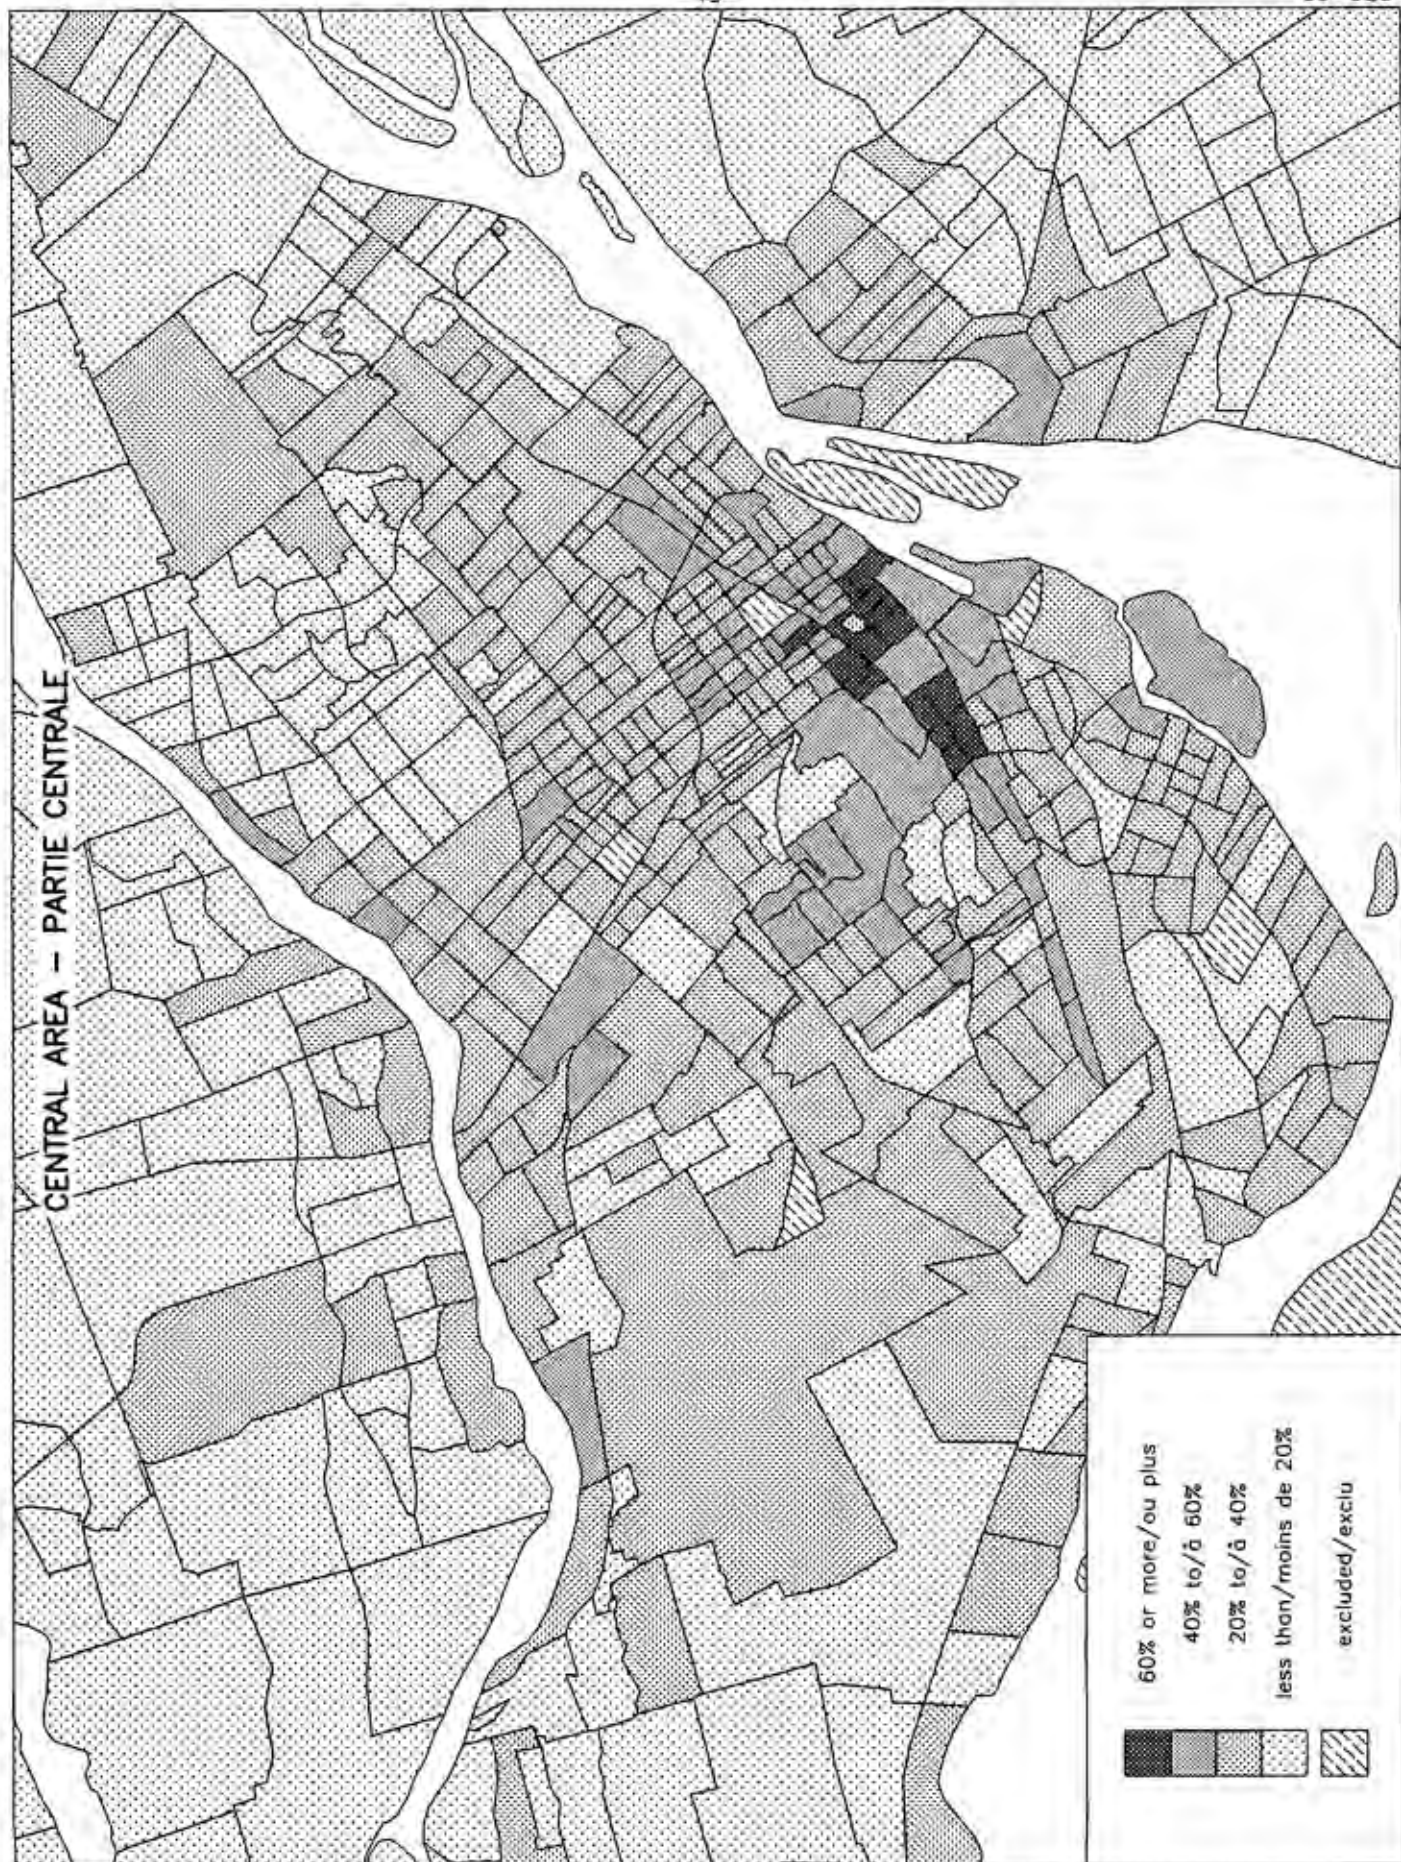 CENTRAL AREA – PARTIE CENTRALE
60% or more/ou plus
40% to/à 60%
20% to/à 40%
less than/moins de 20%
excluded/exclu